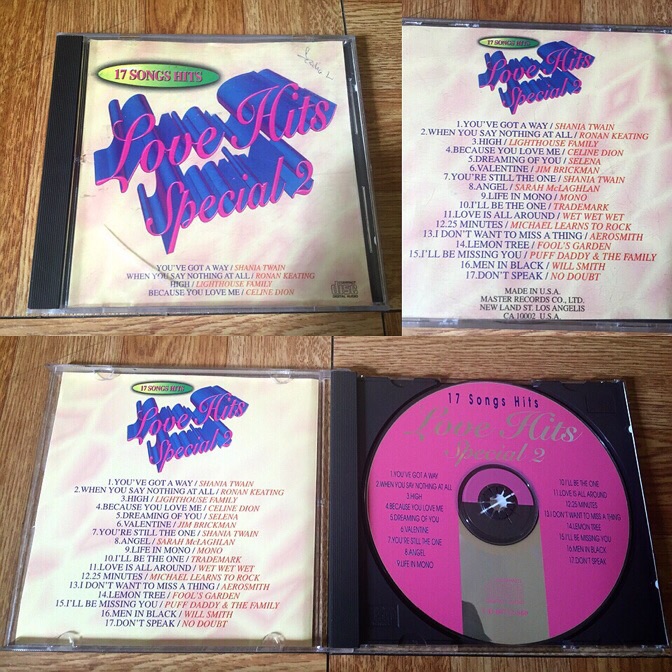 17 SONGS HITS
Love Hits
Special 2
YOU'VE GOT A WAY / SHANIA TWAIN
WHEN YOU SAY NOTHING AT ALL / RONAN KEATING
HIGH / LIGHTHOUSE FAMILY
BECAUSE YOU LOVE ME / CELINE DION
disc
DIGITAL AUDIO
17 SONGS HITS
Love Hits
Special 2
1.YOU'VE GOT A WAY / SHANIA TWAIN
2.WHEN YOU SAY NOTHING AT ALL / RONAN KEATING
3.HIGH / LIGHTHOUSE FAMILY
4.BECAUSE YOU LOVE ME / CELINE DION
5.DREAMING OF YOU / SELENA
6.VALENTINE / JIM BRICKMAN
7.YOU'RE STILL THE ONE / SHANIA TWAIN
8.ANGEL / SARAH McLAGHLAN
9.LIFE IN MONO / MONO
10.I'LL BE THE ONE / TRADEMARK
11.LOVE IS ALL AROUND / WET WET WET
12.25 MINUTES / MICHAEL LEARNS TO ROCK
13.I DON'T WANT TO MISS A THING / AEROSMITH
14.LEMON TREE / FOOL'S GARDEN
15.I'LL BE MISSING YOU / PUFF DADDY & THE FAMILY
16.MEN IN BLACK / WILL SMITH
17.DON'T SPEAK / NO DOUBT
MADE IN U.S.A.
MASTER RECORDS CO., LTD.
NEW LAND ST. LOS ANGELIS
CA 10002 U.S.A.
17 SONGS HITS
Love Hits
Special 2
1.YOU'VE GOT A WAY / SHANIA TWAIN
2.WHEN YOU SAY NOTHING AT ALL / RONAN KEATING
3.HIGH / LIGHTHOUSE FAMILY
4.BECAUSE YOU LOVE ME / CELINE DION
5.DREAMING OF YOU / SELENA
6.VALENTINE / JIM BRICKMAN
7.YOU'RE STILL THE ONE / SHANIA TWAIN
8.ANGEL / SARAH McLAGHLAN
9.LIFE IN MONO / MONO
10.I'LL BE THE ONE / TRADEMARK
11.LOVE IS ALL AROUND / WET WET WET
12.25 MINUTES / MICHAEL LEARNS TO ROCK
13.I DON'T WANT TO MISS A THING / AEROSMITH
14.LEMON TREE / FOOL'S GARDEN
15.I'LL BE MISSING YOU / PUFF DADDY & THE FAMILY
16.MEN IN BLACK / WILL SMITH
17.DON'T SPEAK / NO DOUBT
17 Songs Hits
Love Hits
Special 2
1.YOU'VE GOT A WAY
2.WHEN YOU SAY NOTHING AT ALL
3.HIGH
4.BECAUSE YOU LOVE ME
5.DREAMING OF YOU
6.VALENTINE
7.YOU'RE STILL THE ONE
8.ANGEL
9.LIFE IN MONO
10.I'LL BE THE ONE
11.LOVE IS ALL AROUND
12.25 MINUTES
13.I DON'T WANT TO MISS A THING
14.LEMON TREE
15.I'LL BE MISSING YOU
16.MEN IN BLACK
17.DON'T SPEAK